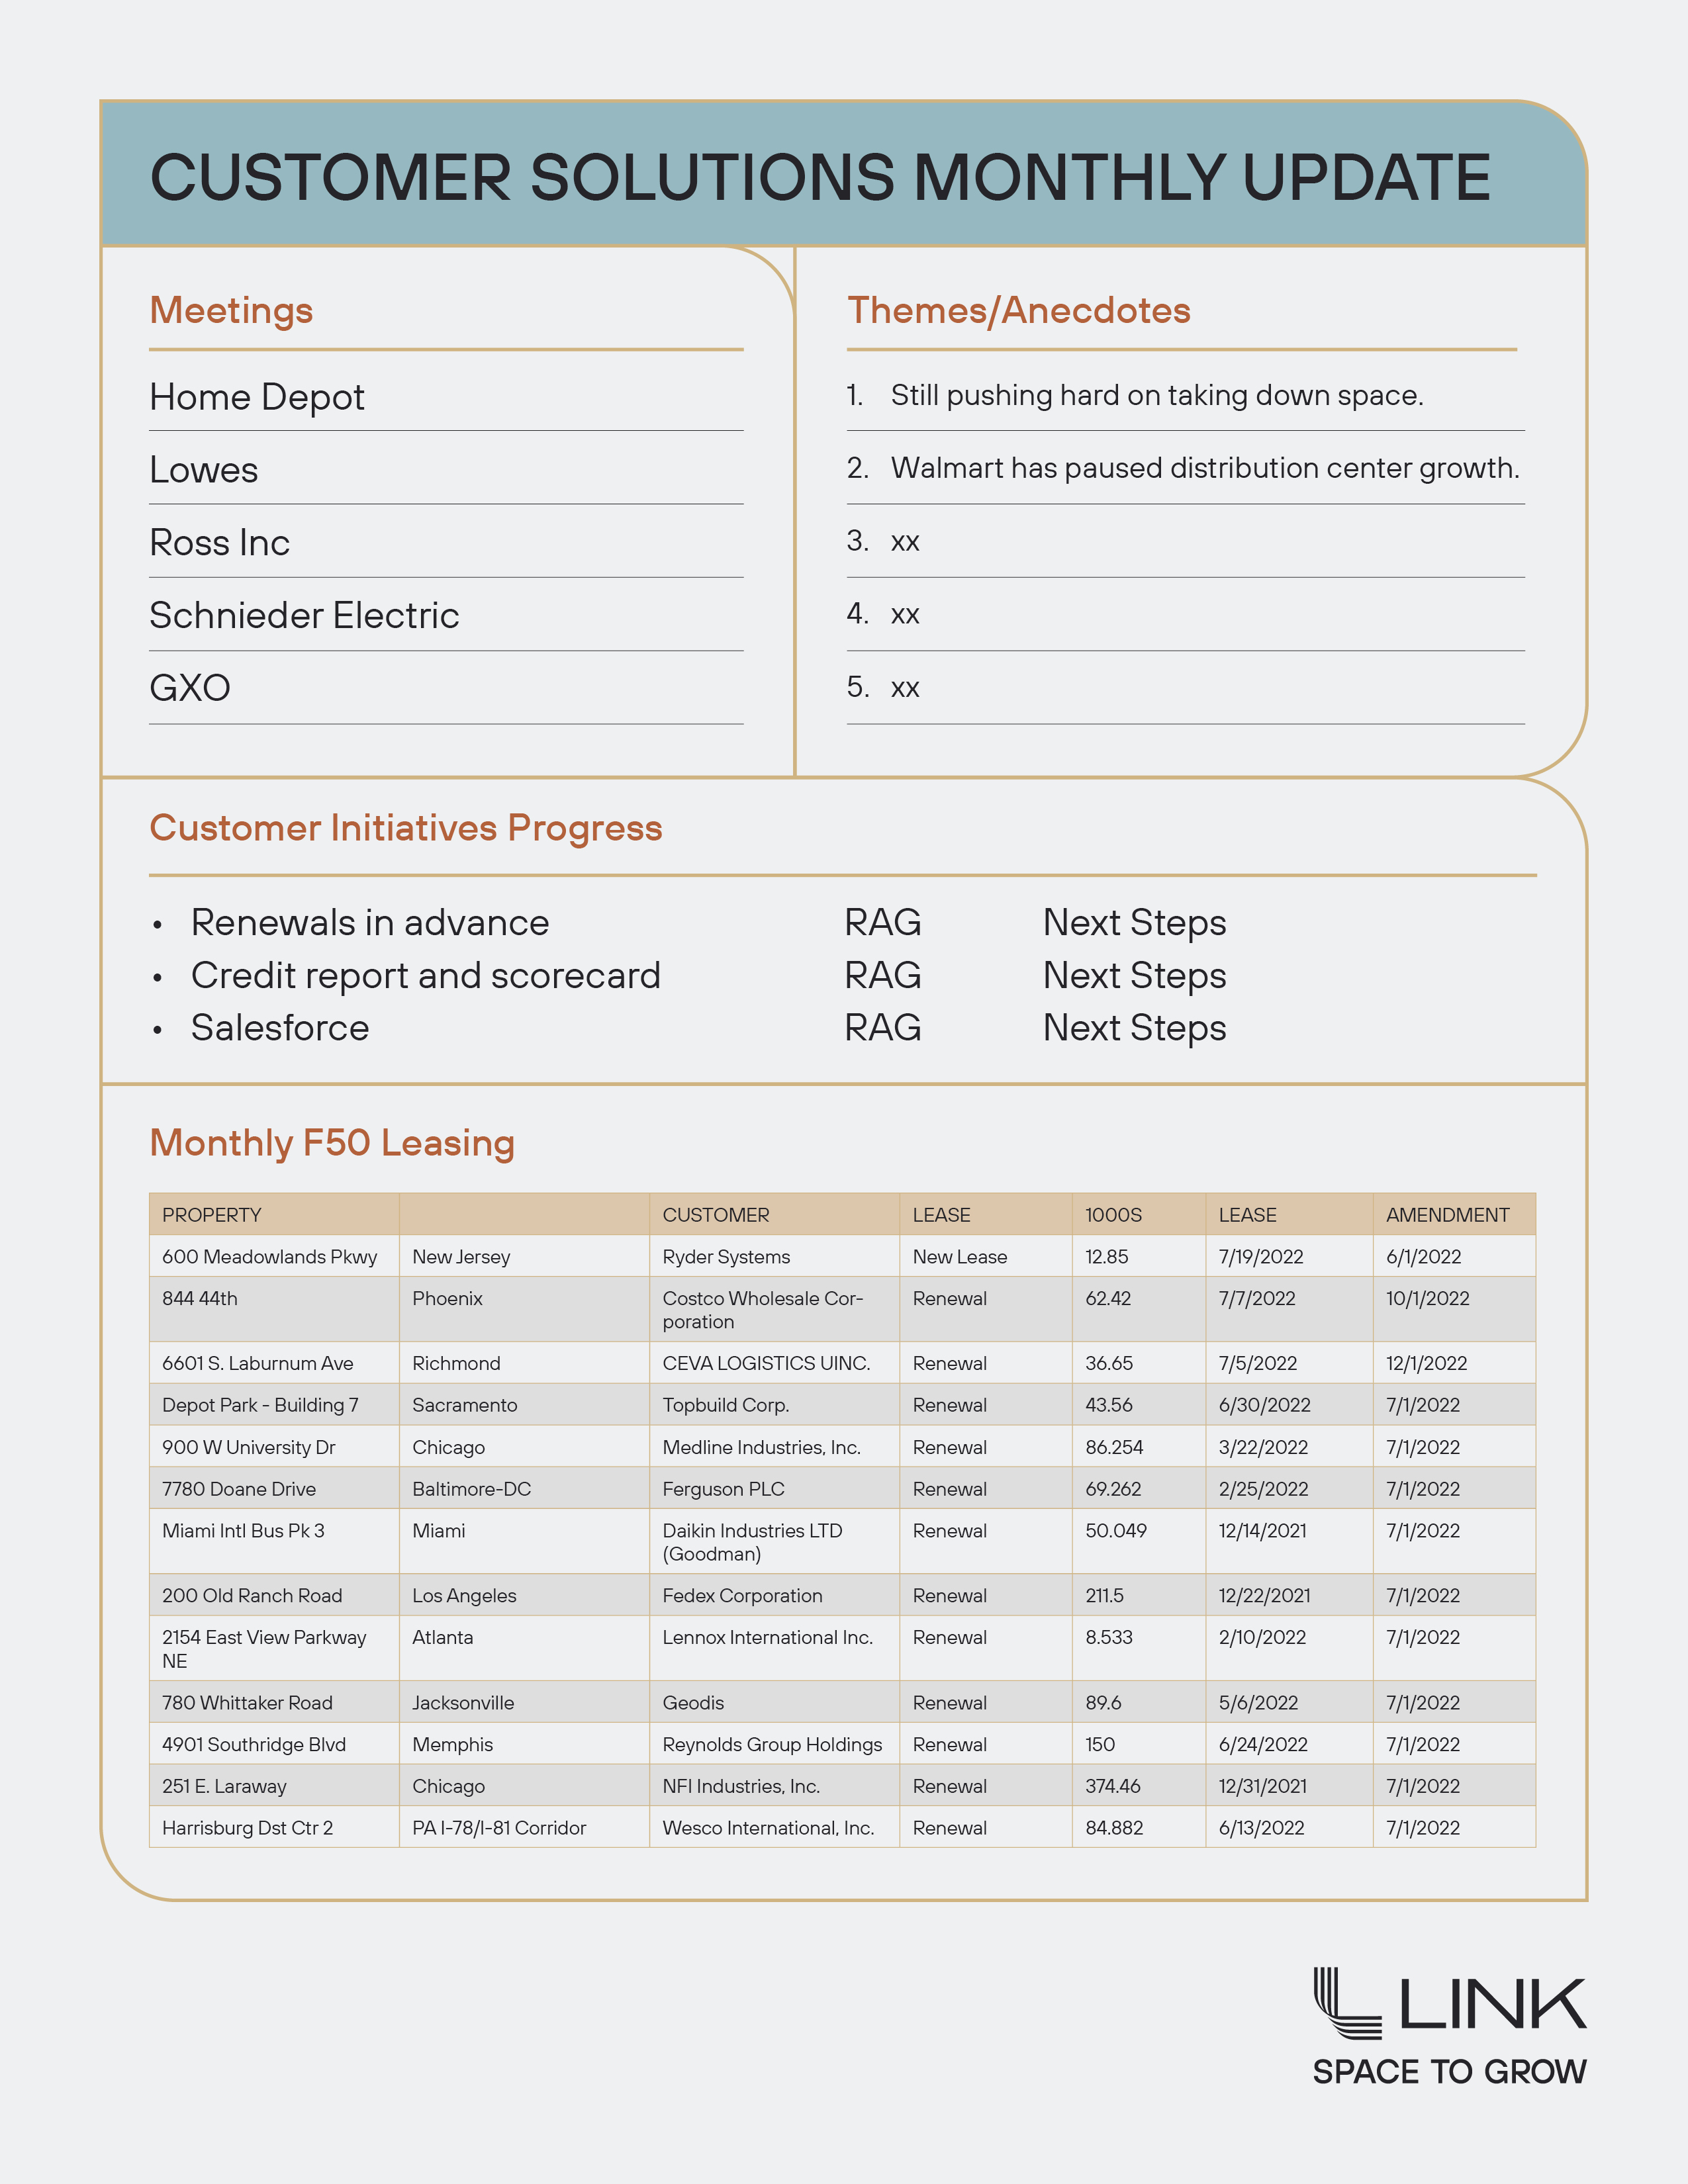 CUSTOMER SOLUTIONS MONTHLY UPDATE
Meetings
Home Depot
Lowes
Ross Inc
Schnieder Electric
GXO
Themes/Anecdotes
1. Still pushing hard on taking down space.
2. Walmart has paused distribution center growth.
3. xx
4. xx
5. xx
Customer Initiatives Progress
• Renewals in advance RAG Next Steps
• Credit report and scorecard RAG Next Steps
• Salesforce RAG Next Steps
Monthly F50 Leasing
PROPERTY CUSTOMER LEASE 1000S LEASE AMENDMENT
600 Meadowlands Pkwy New Jersey Ryder Systems New Lease 12.85 7/19/2022 6/1/2022
844 44th Phoenix Costco Wholesale Cor- Renewal 62.42 7/7/2022 10/1/2022
poration
6601 S. Laburnum Ave Richmond CEVA LOGISTICS UINC. Renewal 36.65 7/5/2022 12/1/2022
Depot Park - Building 7 Sacramento Topbuild Corp. Renewal 43.56 6/30/2022 7/1/2022
900 W University Dr Chicago Medline Industries, Inc. Renewal 86.254 3/22/2022 7/1/2022
7780 Doane Drive Baltimore-DC Ferguson PLC Renewal 69.262 2/25/2022 7/1/2022
Miami Intl Bus Pk 3 Miami Daikin Industries LTD Renewal 50.049 12/14/2021 7/1/2022
(Goodman)
200 Old Ranch Road Los Angeles Fedex Corporation Renewal 211.5 12/22/2021 7/1/2022
2154 East View Parkway Atlanta Lennox International Inc. Renewal 8.533 2/10/2022 7/1/2022
NE
780 Whittaker Road Jacksonville Geodis Renewal 89.6 5/6/2022 7/1/2022
4901 Southridge Blvd Memphis Reynolds Group Holdings Renewal 150 6/24/2022 7/1/2022
251 E. Laraway Chicago NFI Industries, Inc. Renewal 374.46 12/31/2021 7/1/2022
Harrisburg Dst Ctr 2 PA I-78/I-81 Corridor Wesco International, Inc. Renewal 84.882 6/13/2022 7/1/2022
LINK
SPACE TO GROW